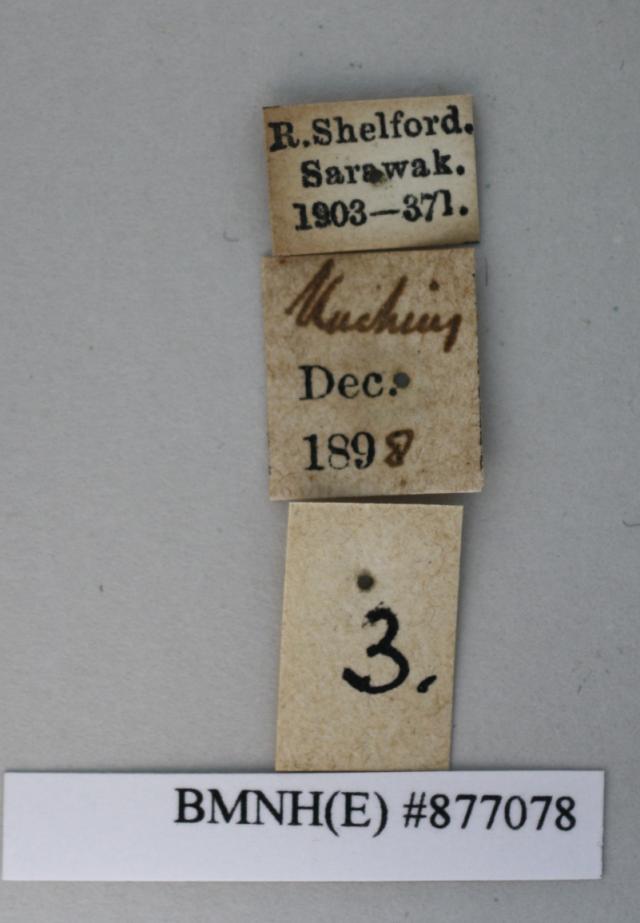 R. Shelford.
Sarawak.
1903—371.
Kuching
Dec.
1898
3.
BMNH(E) #877078